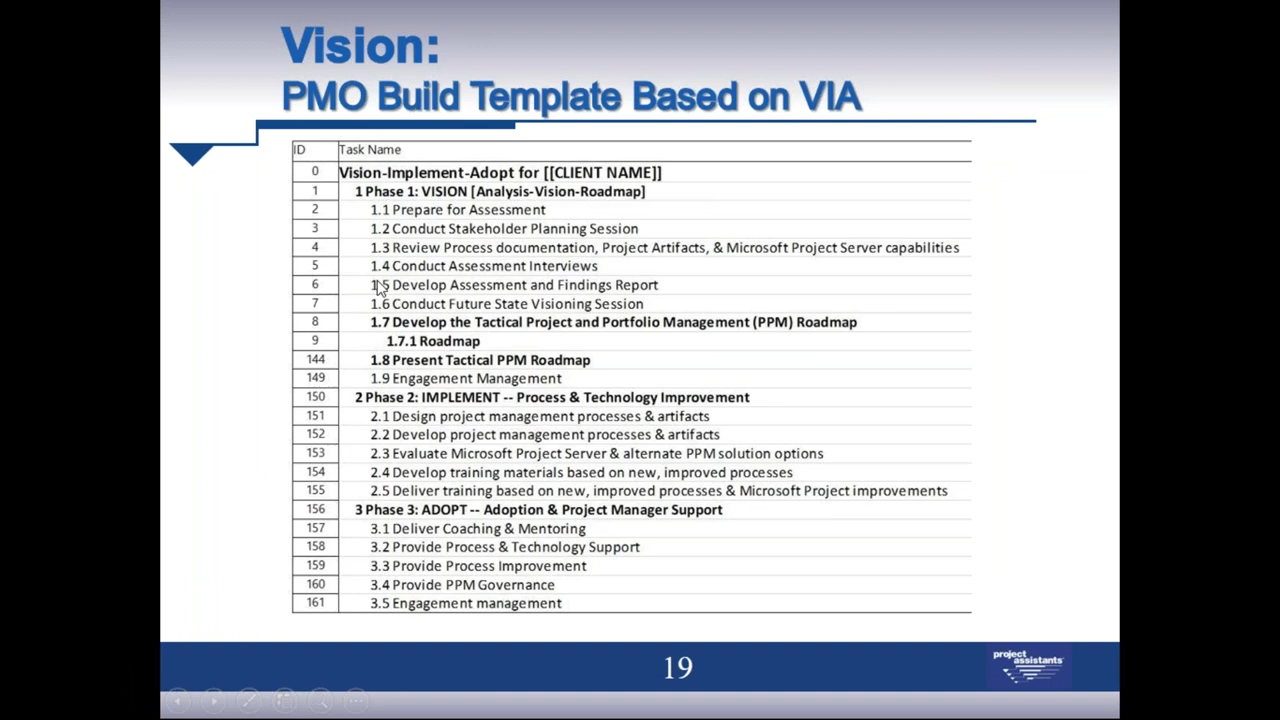 Vision:
PMO Build Template Based on VIA
ID Task Name
0 Vision-Implement-Adopt for [[CLIENT NAME]]
1 1 Phase 1: VISION [Analysis-Vision-Roadmap]
2 1.1 Prepare for Assessment
3 1.2 Conduct Stakeholder Planning Session
4 1.3 Review Process documentation, Project Artifacts, & Microsoft Project Server capabilities
5 1.4 Conduct Assessment Interviews
6 1.5 Develop Assessment and Findings Report
7 1.6 Conduct Future State Visioning Session
8 1.7 Develop the Tactical Project and Portfolio Management (PPM) Roadmap
9 1.7.1 Roadmap
144 1.8 Present Tactical PPM Roadmap
149 1.9 Engagement Management
150 2 Phase 2: IMPLEMENT -- Process & Technology Improvement
151 2.1 Design project management processes & artifacts
152 2.2 Develop project management processes & artifacts
153 2.3 Evaluate Microsoft Project Server & alternate PPM solution options
154 2.4 Develop training materials based on new, improved processes
155 2.5 Deliver training based on new, improved processes & Microsoft Project improvements
156 3 Phase 3: ADOPT -- Adoption & Project Manager Support
157 3.1 Deliver Coaching & Mentoring
158 3.2 Provide Process & Technology Support
159 3.3 Provide Process Improvement
160 3.4 Provide PPM Governance
161 3.5 Engagement management
19
project
assistants